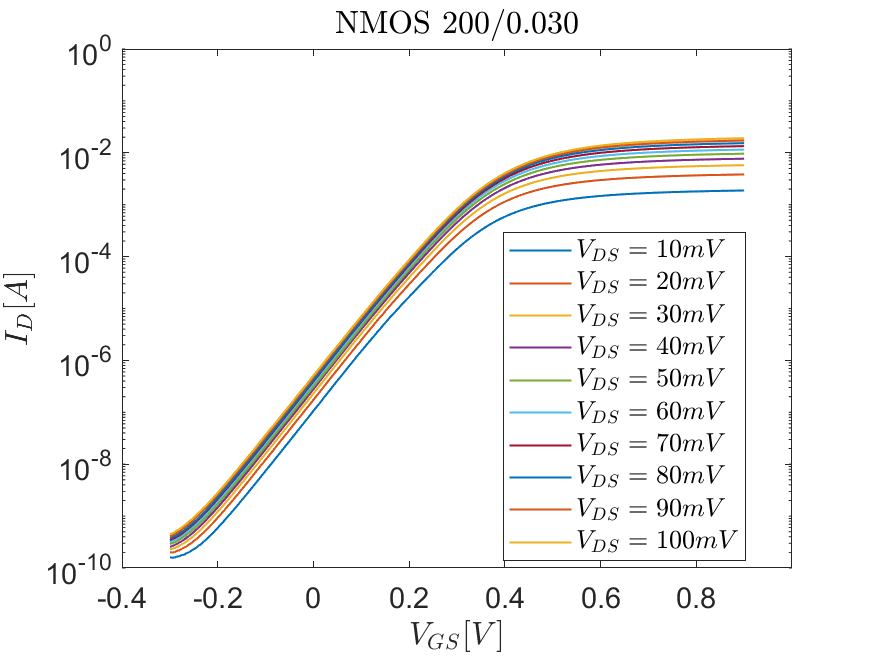 NMOS 200/0.030
10^0
10^-2
10^-4
10^-6
10^-8
10^-10
I_D[A]
V_DS = 10mV
V_DS = 20mV
V_DS = 30mV
V_DS = 40mV
V_DS = 50mV
V_DS = 60mV
V_DS = 70mV
V_DS = 80mV
V_DS = 90mV
V_DS = 100mV
-0.4 -0.2 0 0.2 0.4 0.6 0.8
V_GS[V]